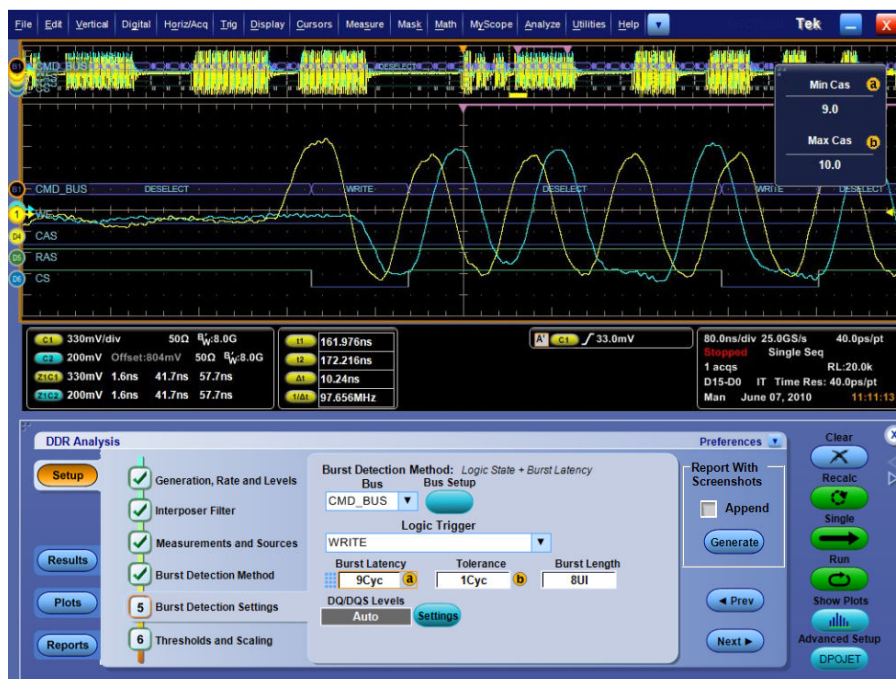 File Edit Vertical Digital Horiz/Acq Trig Display Cursors Measure Mask Math MyScope Analyze Utilities Help Tek X
B1 CMD_BUS DESELECT
Min Cas a
9.0
Max Cas b
10.0
B1 CMD_BUS DESELECT WRITE DESELECT WRITE DESELECT
1 WE
D4 CAS
D5 RAS
D6 CS
C1 330mV/div 50Ω BW:8.0G
C2 200mV Offset:804mV 50Ω BW:8.0G
Z1C1 330mV 1.6ns 41.7ns 57.7ns
Z1C2 200mV 1.6ns 41.7ns 57.7ns
t1 161.976ns
t2 172.216ns
Δt 10.24ns
1/Δt 97.656MHz
A' C1 33.0mV
80.0ns/div 25.0GS/s 40.0ps/pt
Stopped Single Seq
1 acqs RL:20.0k
D15-D0 IT Time Res: 40.0ps/pt
Man June 07, 2010 11:11:13
DDR Analysis
Preferences
X
Setup
Results
Plots
Reports
Generation, Rate and Levels
Interposer Filter
Measurements and Sources
Burst Detection Method
5 Burst Detection Settings
6 Thresholds and Scaling
Burst Detection Method: Logic State + Burst Latency
Bus Bus Setup
CMD_BUS
Logic Trigger
WRITE
Burst Latency Tolerance Burst Length
9Cyc a 1Cyc b 8UI
DQ/DQS Levels
Auto Settings
Report With
Screenshots
Append
Generate
◄ Prev
Next ►
Clear
Recalc
Single
Run
Show Plots
Advanced Setup
DPOJET